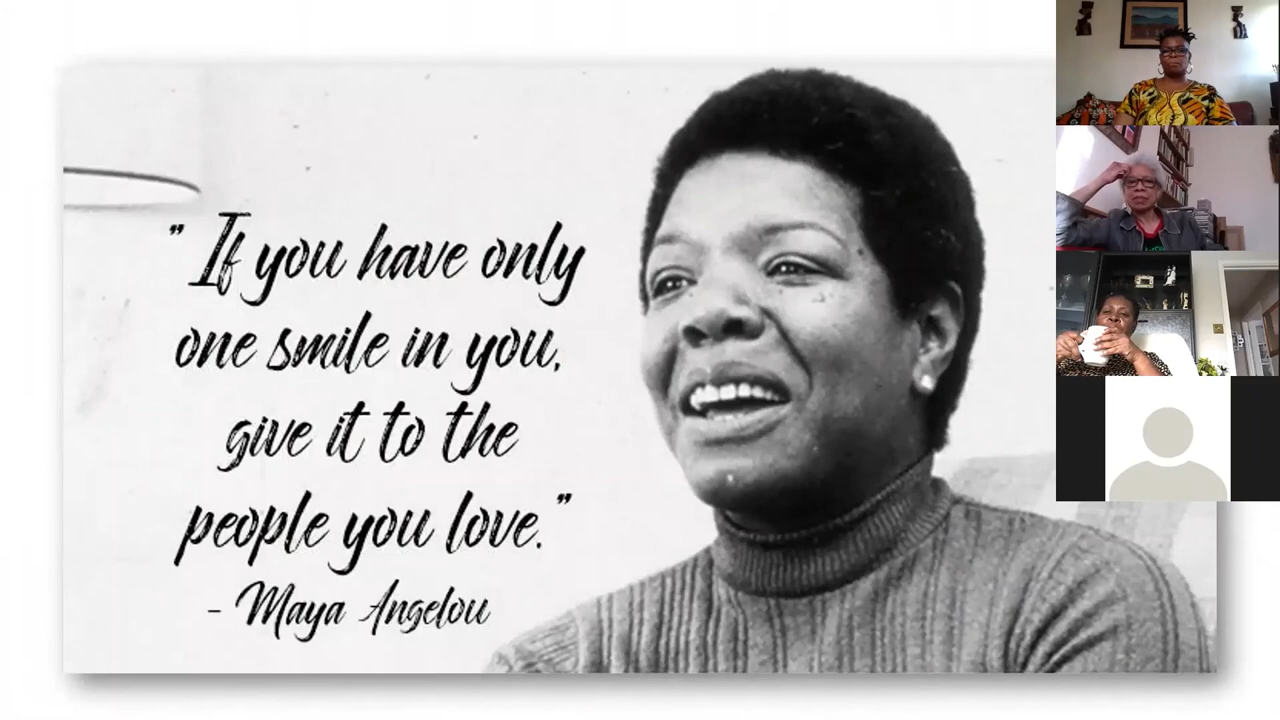 " If you have only
one smile in you,
give it to the
people you love."
- Maya Angelou